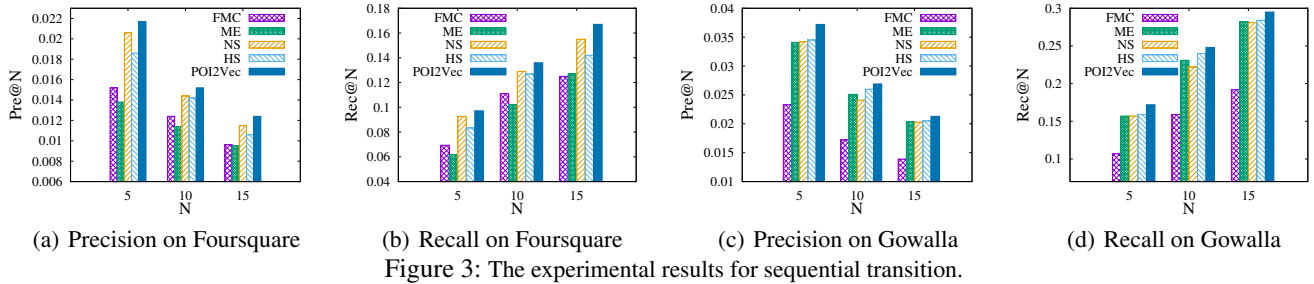 Pre@N
0.022
0.02
0.018
0.016
0.014
0.012
0.01
0.008
0.006
FMC
ME
NS
HS
POI2Vec
5
10
15
N
(a) Precision on Foursquare
Rec@N
0.18
0.16
0.14
0.12
0.1
0.08
0.06
0.04
FMC
ME
NS
HS
POI2Vec
5
10
15
N
(b) Recall on Foursquare
Pre@N
0.04
0.035
0.03
0.025
0.02
0.015
0.01
FMC
ME
NS
HS
POI2Vec
5
10
15
N
(c) Precision on Gowalla
Rec@N
0.3
0.25
0.2
0.15
0.1
FMC
ME
NS
HS
POI2Vec
5
10
15
N
(d) Recall on Gowalla
Figure 3: The experimental results for sequential transition.